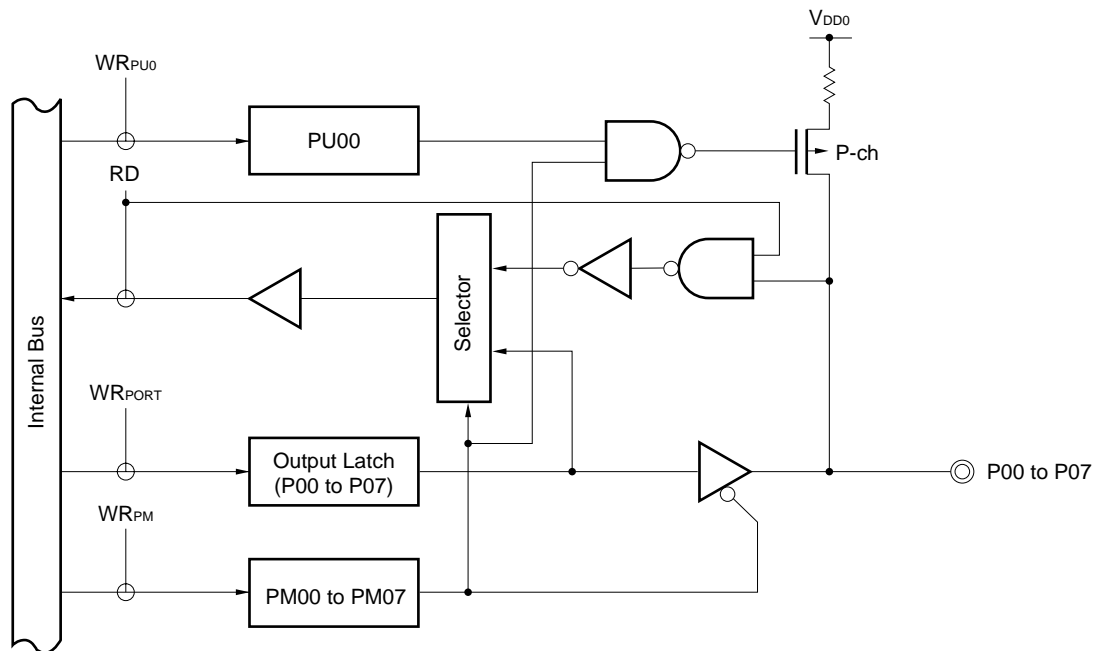 VDD0
WRPU0
PU00
P-ch
RD
Selector
Internal Bus
WRPORT
Output Latch
(P00 to P07)
P00 to P07
WRPM
PM00 to PM07